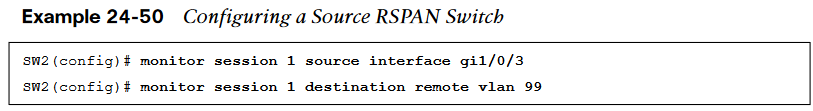 Example 24-50 Configuring a Source RSPAN Switch
SW2(config)# monitor session 1 source interface gi1/0/3
SW2(config)# monitor session 1 destination remote vlan 99